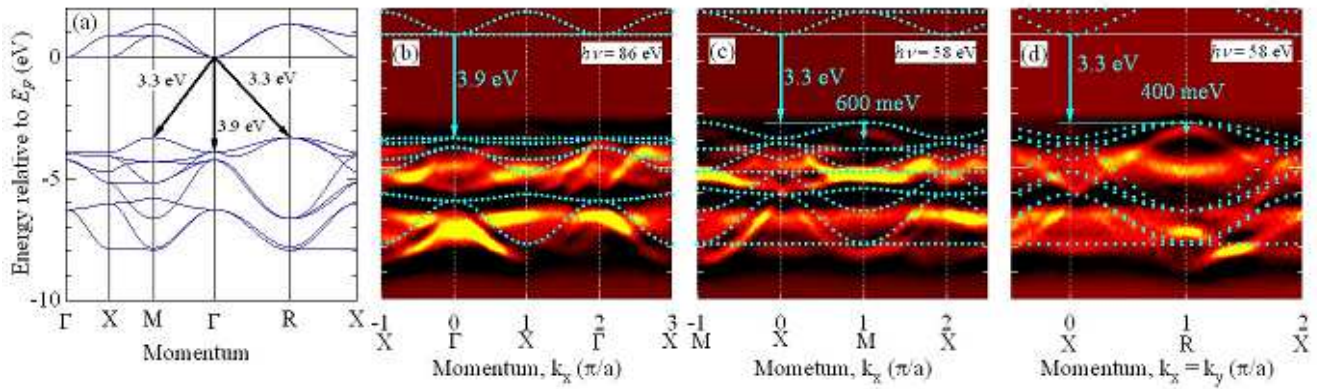 (a)
3.3 eV
3.3 eV
3.9 eV
0
-5
-10
Energy relative to E_F (eV)
Γ X M Γ R X
Momentum
(b)
hν = 86 eV
3.9 eV
-1 0 1 2 3
X Γ X Γ X
Momentum, k_x (π/a)
(c)
hν = 58 eV
3.3 eV
600 meV
-1 0 1 2
M X M X
Mometum, k_x (π/a)
(d)
hν = 58 eV
3.3 eV
400 meV
0 1 2
X R X
Momentum, k_x = k_y (π/a)